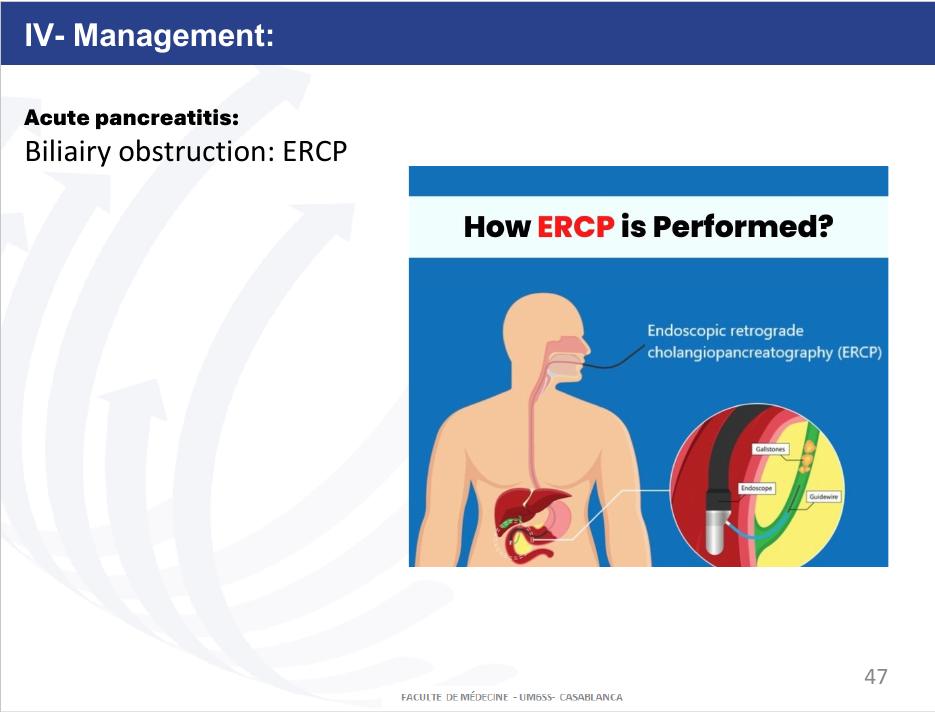 IV- Management:
Acute pancreatitis:
Biliairy obstruction: ERCP
How ERCP is Performed?
Endoscopic retrograde
cholangiopancreatography (ERCP)
Gallstones
Endoscope
Guidewire
47
FACULTE DE MÉDECINE - UM6SS- CASABLANCA